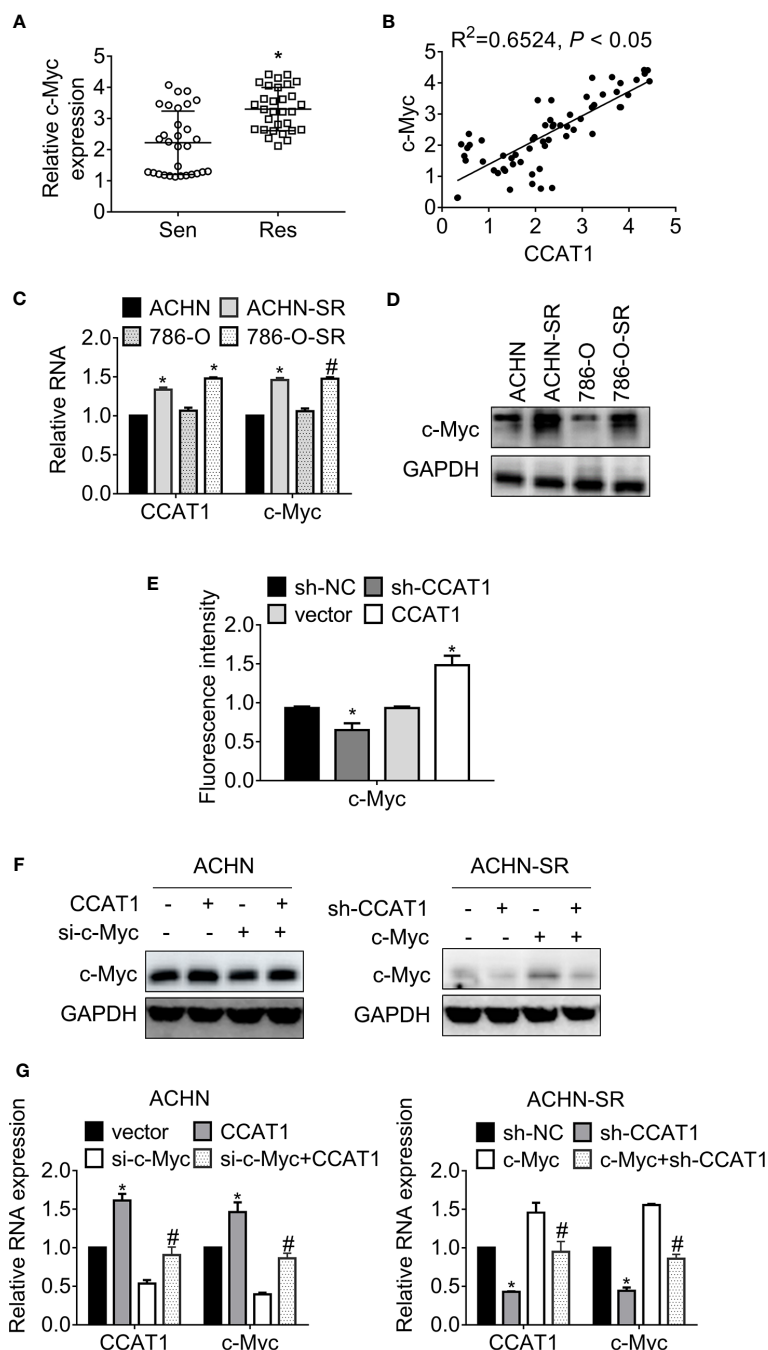 A
Relative c-Myc
expression
5
4
3
2
1
0
*
Sen Res
B
R2=0.6524, P < 0.05
c-Myc
5
4
3
2
1
0
0 1 2 3 4 5
CCAT1
C
ACHN ACHN-SR
786-O 786-O-SR
Relative RNA
2.0
1.5
1.0
0.5
0.0
* * * #
CCAT1 c-Myc
D
ACHN ACHN-SR 786-O 786-O-SR
c-Myc
GAPDH
E
sh-NC sh-CCAT1
vector CCAT1
Fluorescence intensity
2.0
1.5
1.0
0.5
0.0
* *
c-Myc
F
ACHN
CCAT1 - + - +
si-c-Myc - - + +
c-Myc
GAPDH
ACHN-SR
sh-CCAT1 - + - +
c-Myc - - + +
c-Myc
GAPDH
G
ACHN
vector CCAT1
si-c-Myc si-c-Myc+CCAT1
Relative RNA expression
2.0
1.5
1.0
0.5
0.0
* # * #
CCAT1 c-Myc
ACHN-SR
sh-NC sh-CCAT1
c-Myc c-Myc+sh-CCAT1
Relative RNA expression
2.0
1.5
1.0
0.5
0.0
* # * #
CCAT1 c-Myc